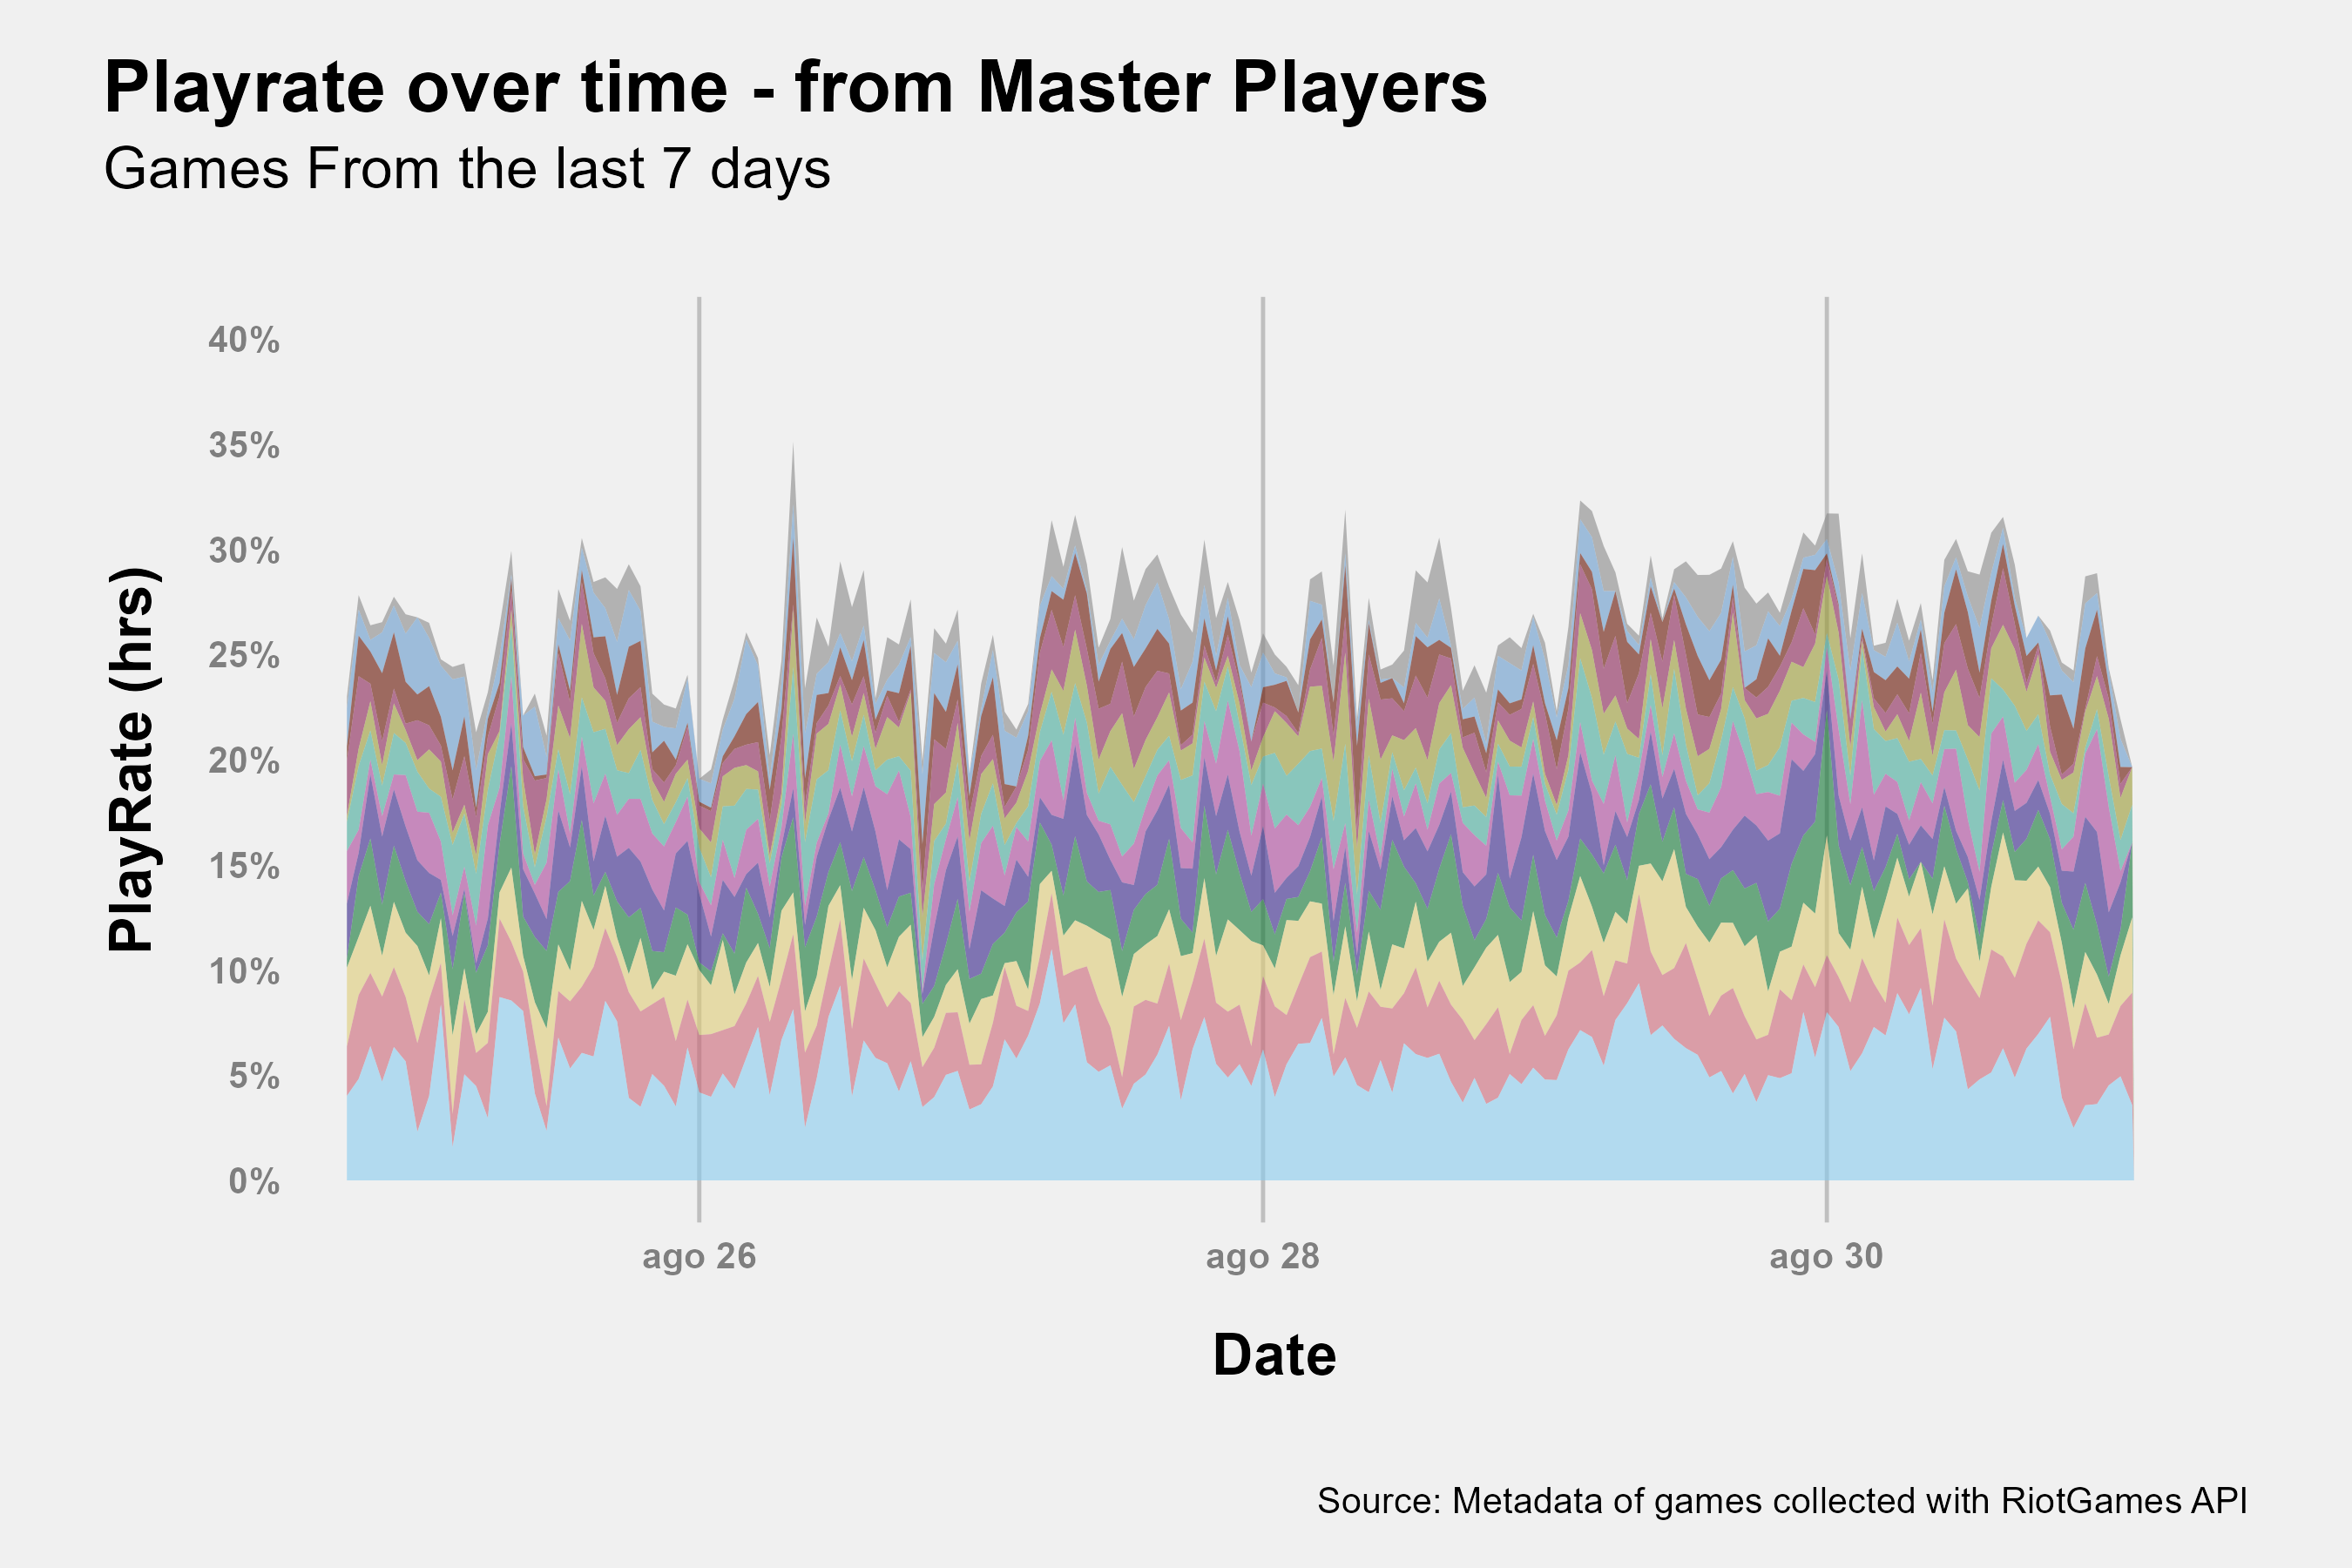 Playrate over time - from Master Players
Games From the last 7 days
PlayRate (hrs)
40%
35%
30%
25%
20%
15%
10%
5%
0%
ago 26
ago 28
ago 30
Date
Source: Metadata of games collected with RiotGames API